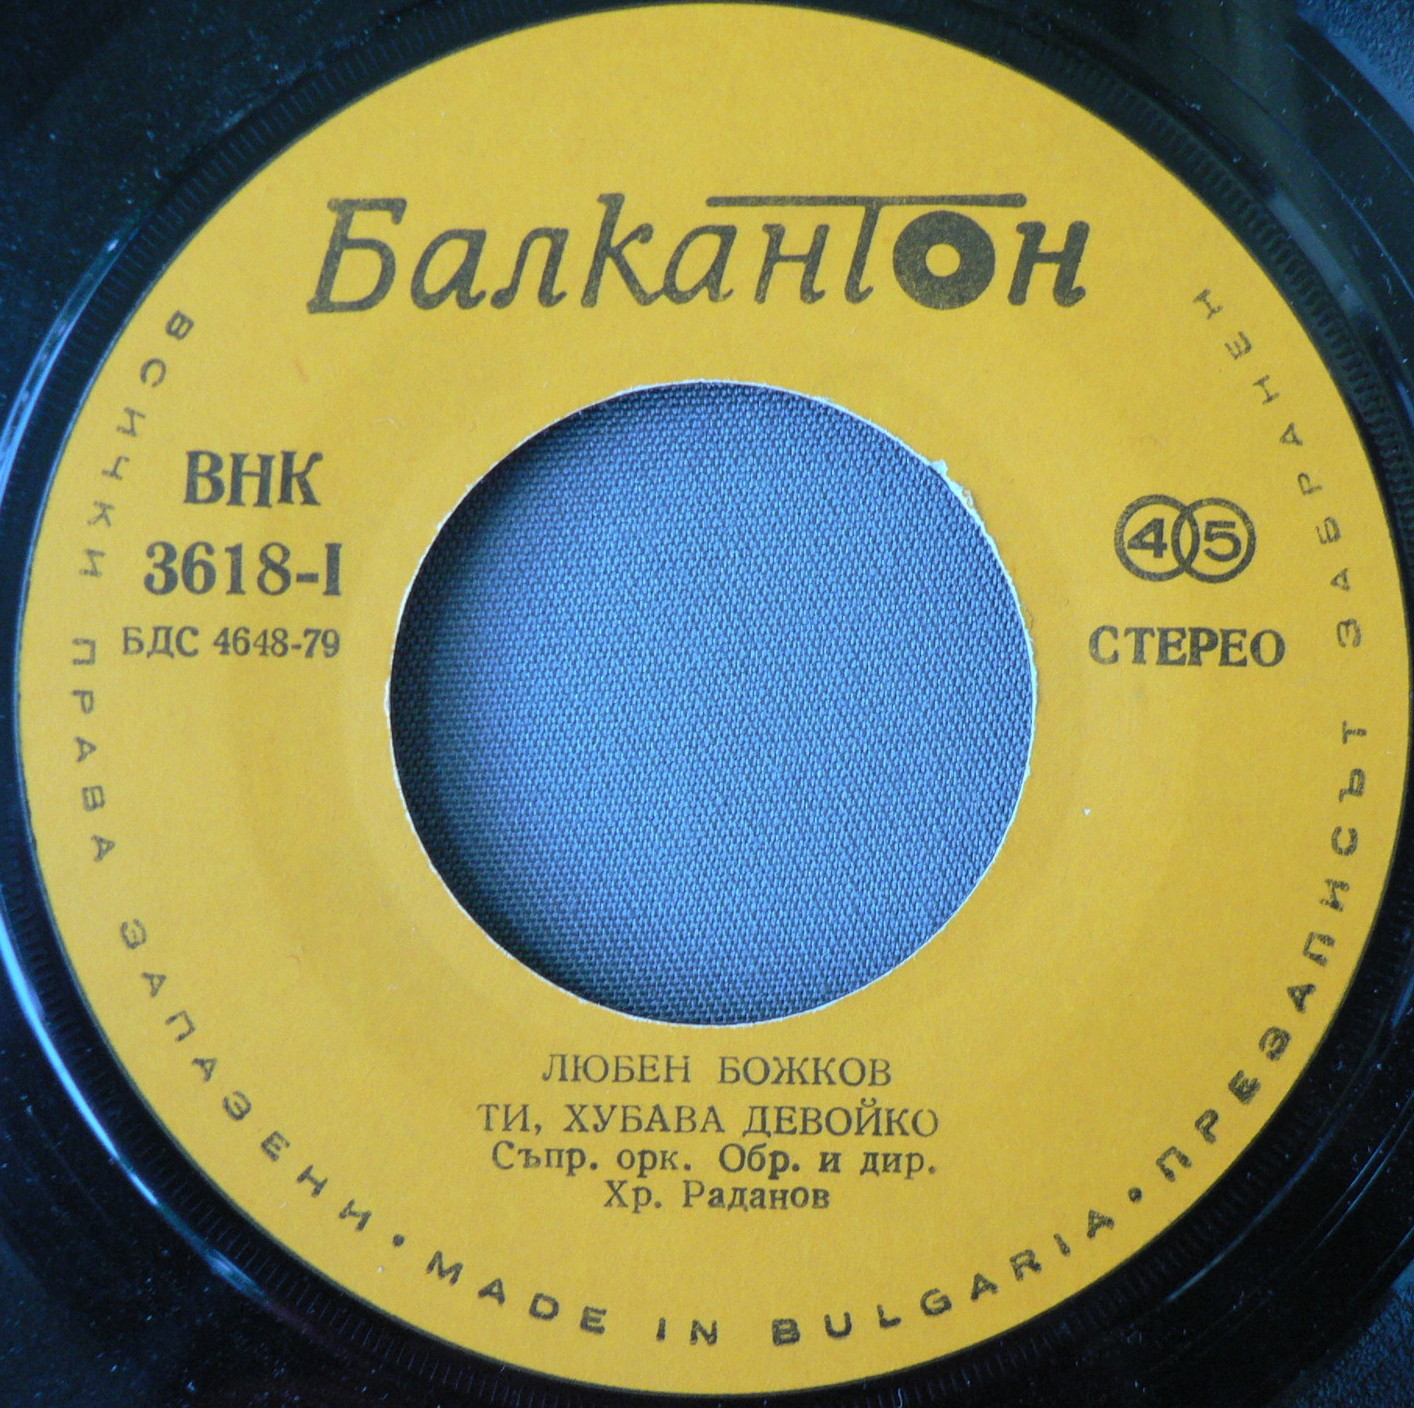 Балкантон
ВНК
3618-I
БДС 4648-79
45
СТЕРЕО
ЛЮБЕН БОЖКОВ
ТИ, ХУБАВА ДЕВОЙКО
Съпр. орк. Обр. и дир.
Хр. Раданов
ВСИЧКИ ПРАВА ЗАПАЗЕНИ • MADE IN BULGARIA • ПРЕЗАПИСЪТ ЗАБРАНЕН